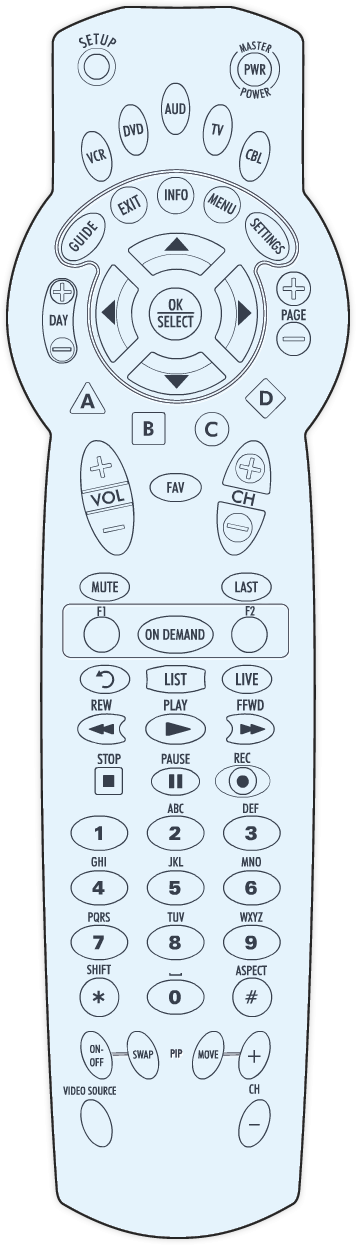 SETUP
MASTER
PWR
POWER
AUD
DVD TV
VCR CBL
EXIT INFO MENU
GUIDE SETTINGS
+ +
DAY OK PAGE
SELECT
− −
A D
B C
+ +
VOL FAV CH
− −
MUTE LAST
F1 F2
ON DEMAND
LIST LIVE
REW PLAY FFWD
STOP PAUSE REC
ABC DEF
1 2 3
GHI JKL MNO
4 5 6
PQRS TUV WXYZ
7 8 9
SHIFT ASPECT
* 0 #
ON-OFF SWAP PIP MOVE +
VIDEO SOURCE CH
−